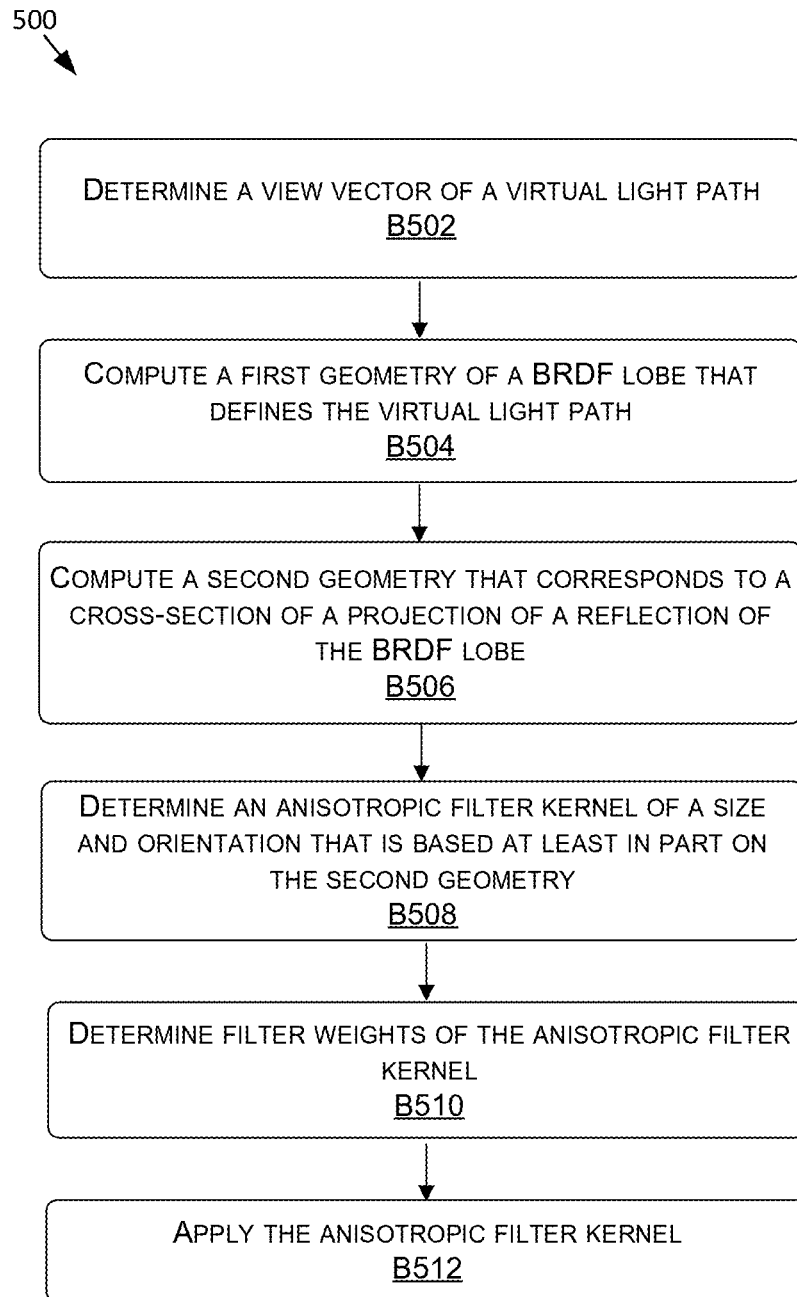 500
DETERMINE A VIEW VECTOR OF A VIRTUAL LIGHT PATH
B502
COMPUTE A FIRST GEOMETRY OF A BRDF LOBE THAT
DEFINES THE VIRTUAL LIGHT PATH
B504
COMPUTE A SECOND GEOMETRY THAT CORRESPONDS TO A
CROSS-SECTION OF A PROJECTION OF A REFLECTION OF
THE BRDF LOBE
B506
DETERMINE AN ANISOTROPIC FILTER KERNEL OF A SIZE
AND ORIENTATION THAT IS BASED AT LEAST IN PART ON
THE SECOND GEOMETRY
B508
DETERMINE FILTER WEIGHTS OF THE ANISOTROPIC FILTER
KERNEL
B510
APPLY THE ANISOTROPIC FILTER KERNEL
B512